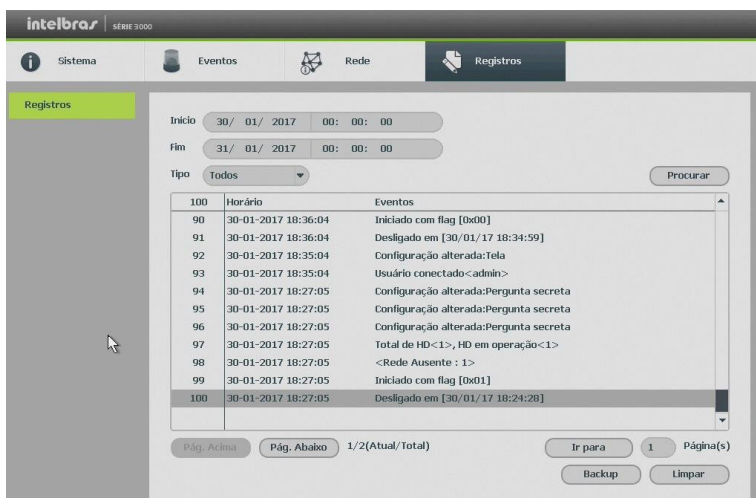 intelbras SÉRIE 3000
Sistema Eventos Rede Registros
Registros
Início 30/ 01/ 2017 00: 00: 00
Fim 31/ 01/ 2017 00: 00: 00
Tipo Todos Procurar
100 Horário Eventos
90 30-01-2017 18:36:04 Iniciado com flag [0x00]
91 30-01-2017 18:36:04 Desligado em [30/01/17 18:34:59]
92 30-01-2017 18:35:04 Configuração alterada:Tela
93 30-01-2017 18:35:04 Usuário conectado<admin>
94 30-01-2017 18:27:05 Configuração alterada:Pergunta secreta
95 30-01-2017 18:27:05 Configuração alterada:Pergunta secreta
96 30-01-2017 18:27:05 Configuração alterada:Pergunta secreta
97 30-01-2017 18:27:05 Total de HD<1>, HD em operação<1>
98 30-01-2017 18:27:05 <Rede Ausente : 1>
99 30-01-2017 18:27:05 Iniciado com flag [0x01]
100 30-01-2017 18:27:05 Desligado em [30/01/17 18:24:28]
Pág. Acima Pág. Abaixo 1/2(Atual/Total) Ir para 1 Página(s)
Backup Limpar